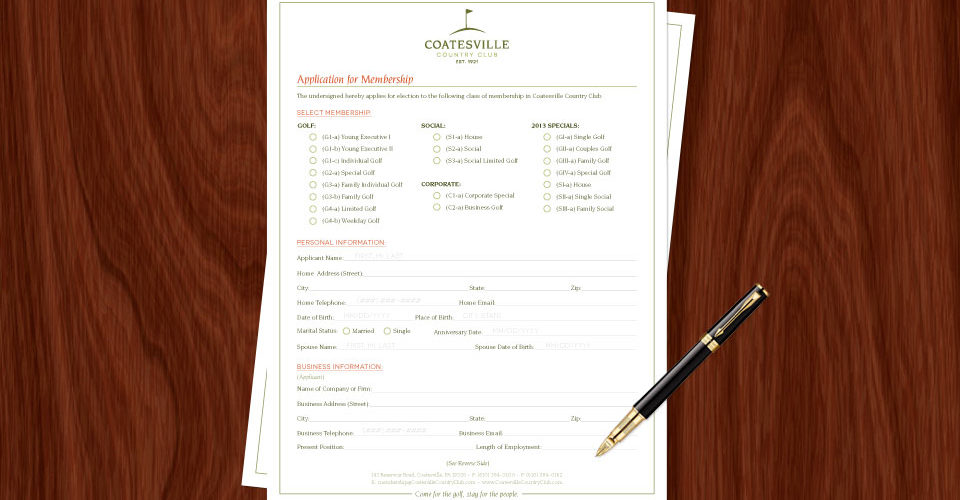 COATESVILLE
COUNTRY CLUB
EST. 1921
Application for Membership
The undersigned hereby applies for election to the following class of membership in Coatesville Country Club
SELECT MEMBERSHIP:
GOLF:
(G1-a) Young Executive I
(G1-b) Young Executive II
(G1-c) Individual Golf
(G2-a) Special Golf
(G3-a) Family Individual Golf
(G3-b) Family Golf
(G4-a) Limited Golf
(G4-b) Weekday Golf
SOCIAL:
(S1-a) House
(S2-a) Social
(S3-a) Social Limited Golf
CORPORATE:
(C1-a) Corporate Special
(C2-a) Business Golf
2013 SPECIALS:
(GI-a) Single Golf
(GII-a) Couples Golf
(GIII-a) Family Golf
(GIV-a) Special Golf
(SI-a) House
(SII-a) Single Social
(SIII-a) Family Social
PERSONAL INFORMATION:
Applicant Name: FIRST, MI, LAST
Home Address (Street):
City: State: Zip:
Home Telephone: (###) ###-#### Home Email:
Date of Birth: MM/DD/YYYY Place of Birth: CITY, STATE
Marital Status: Married Single Anniversary Date: MM/DD/YYYY
Spouse Name: FIRST, MI, LAST Spouse Date of Birth: MM/DD/YYYY
BUSINESS INFORMATION:
(Applicant)
Name of Company or Firm:
Business Address (Street):
City: State: Zip:
Business Telephone: (###) ###-#### Business Email:
Present Position: Length of Employment:
(See Reverse Side)
Reservoir Road, Coatesville, PA
www.CoatesvilleCountryClub.com
Come for the golf, stay for the people.